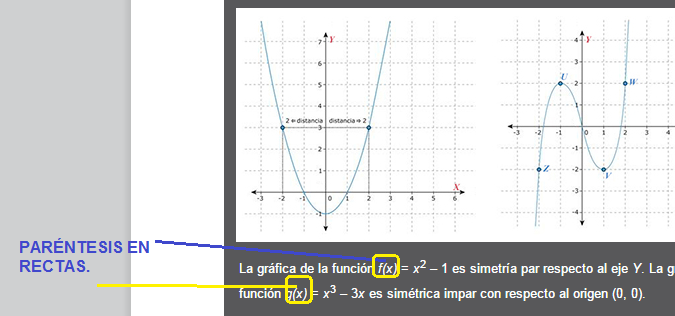 7 Y
6
5
4
2 ⇐ distancia distancia ⇒ 2
3
2
1
X
-3 -2 -1 0 1 2 3 4 5 6
-1
4 Y
3
U 2 W
1
-3 -2 -1 0 1 2 3 4
-1
Z -2 V
-3
-4
PARÉNTESIS EN
RECTAS.
La gráfica de la función f(x) = x² – 1 es simetría par respecto al eje Y. La g
función g(x) = x³ – 3x es simétrica impar con respecto al origen (0, 0).